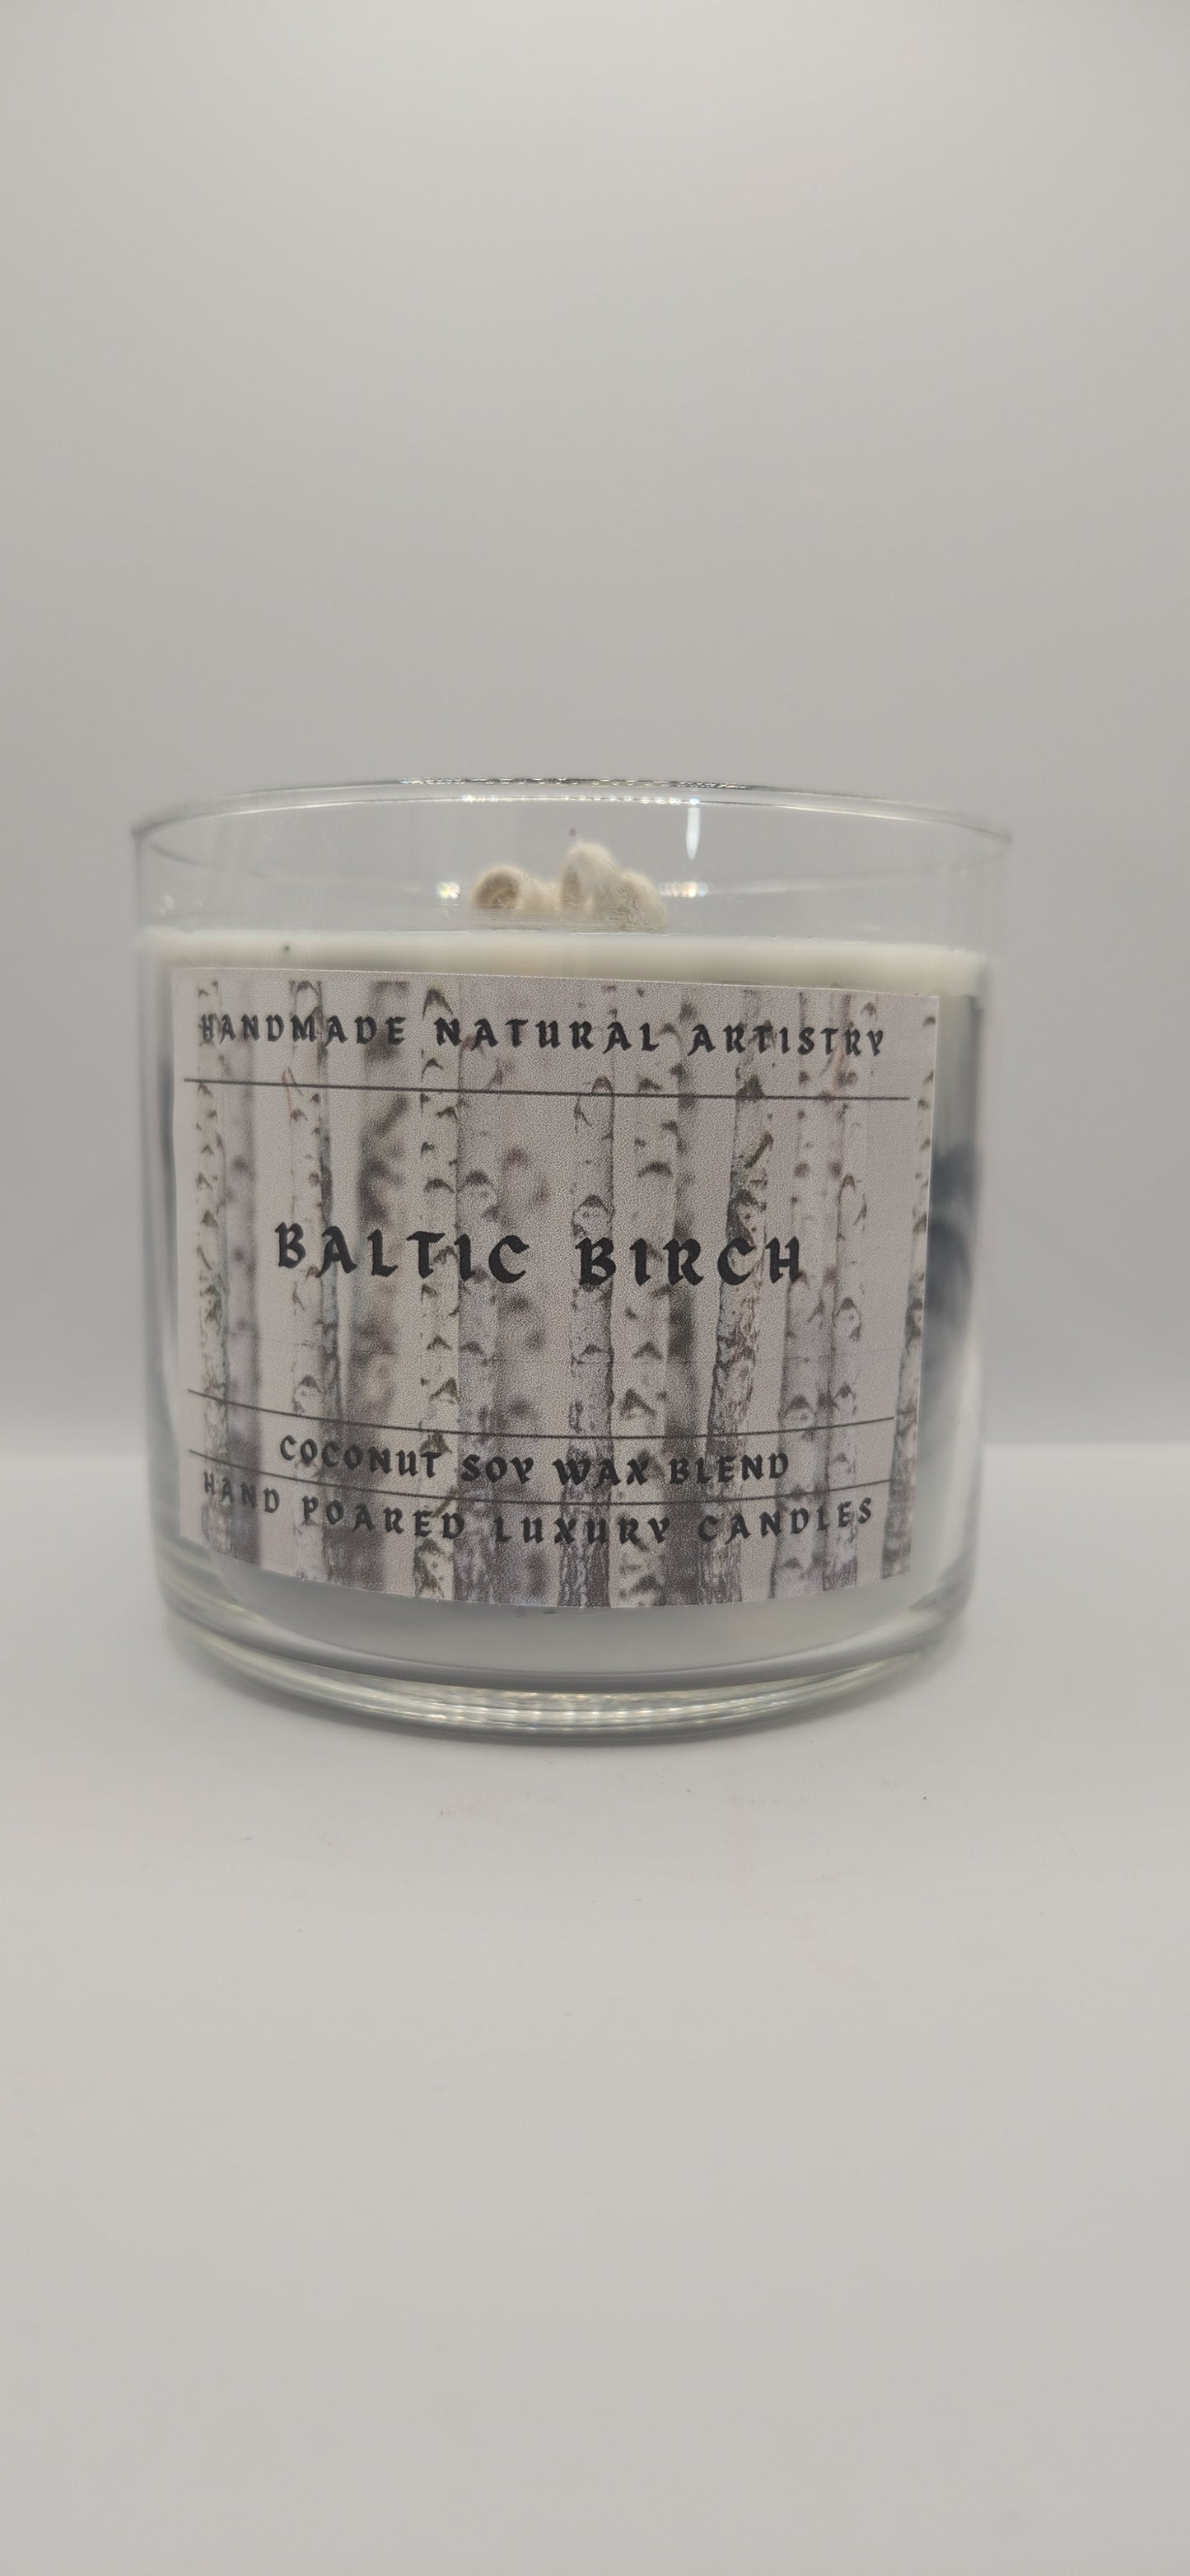 HANDMADE NATURAL ARTISTRY
BALTIC BIRCH
COCONUT SOY WAX BLEND
HAND POARED LUXURY CANDLES